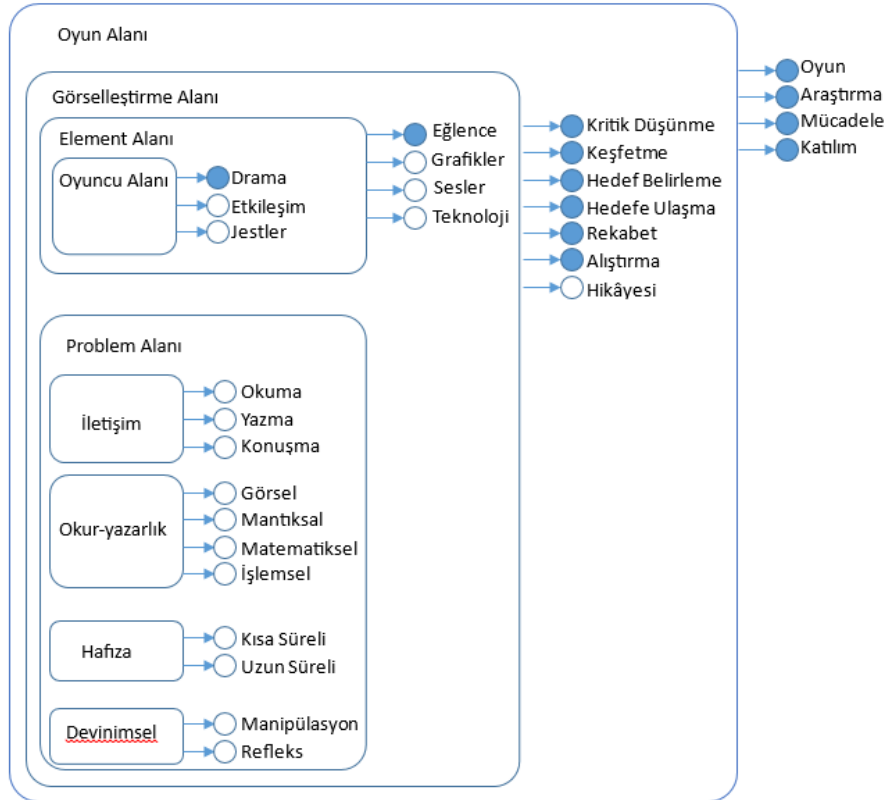 Oyun Alanı
Görselleştirme Alanı
Element Alanı
Oyuncu Alanı
Drama
Etkileşim
Jestler
Eğlence
Grafikler
Sesler
Teknoloji
Kritik Düşünme
Keşfetme
Hedef Belirleme
Hedefe Ulaşma
Rekabet
Alıştırma
Hikâyesi
Oyun
Araştırma
Mücadele
Katılım
Problem Alanı
İletişim
Okuma
Yazma
Konuşma
Okur-yazarlık
Görsel
Mantıksal
Matematiksel
İşlemsel
Hafıza
Kısa Süreli
Uzun Süreli
Devinimsel
Manipülasyon
Refleks